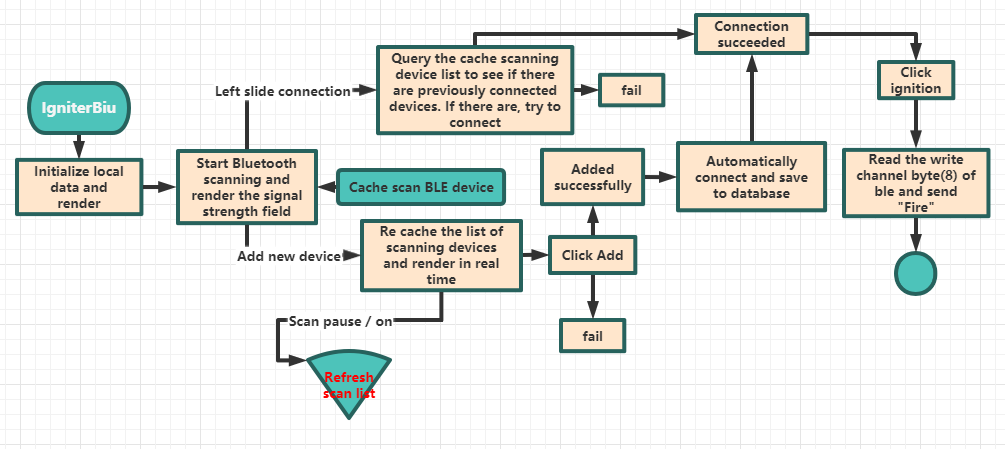 IgniterBiu
Initialize local
data and
render
Start Bluetooth
scanning and
render the signal
strength field
Left slide connection
Query the cache scanning
device list to see if there
are previously connected
devices. If there are, try to
connect
fail
Connection
succeeded
Click
ignition
Read the write
channel byte(8) of
ble and send
"Fire"
Cache scan BLE device
Add new device
Re cache the list of
scanning devices
and render in real
time
Click Add
Added
successfully
Automatically
connect and save
to database
fail
Scan pause / on
Refresh
scan list